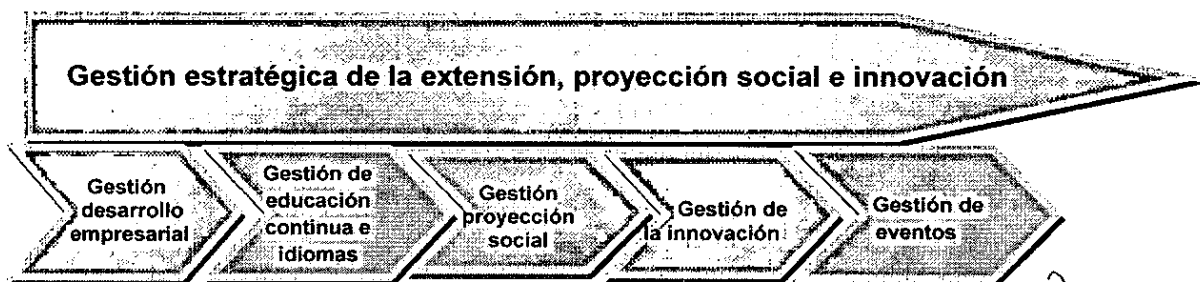 Gestión estratégica de la extensión, proyección social e innovación
Gestión
desarrollo
empresarial
Gestión de
educación
continua e
idiomas
Gestión
proyección
social
Gestión de
la innovación
Gestión de
eventos